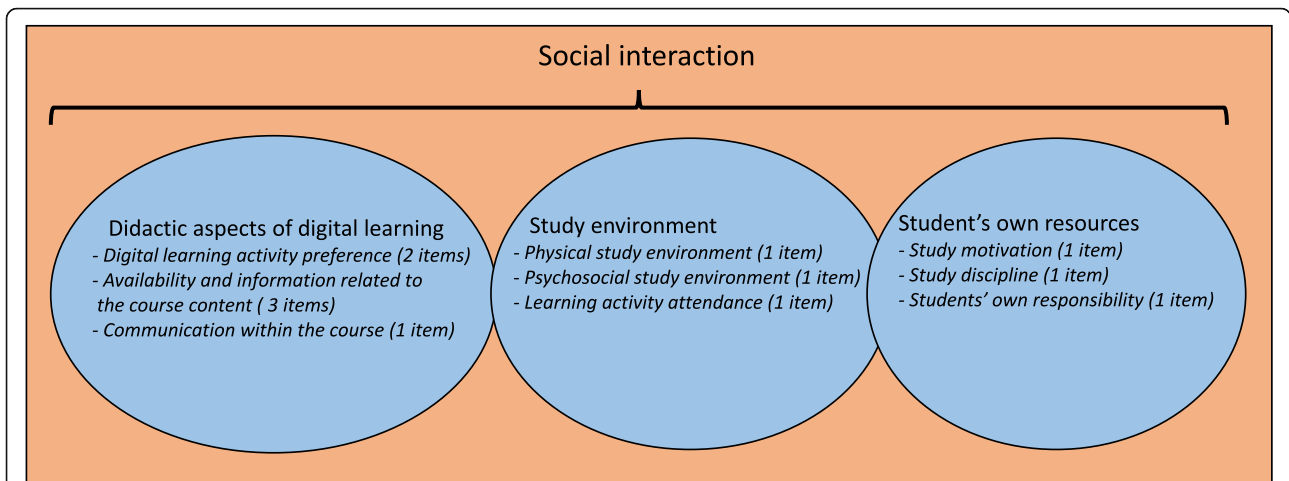 Social interaction
Didactic aspects of digital learning
- Digital learning activity preference (2 items)
- Availability and information related to
the course content ( 3 items)
- Communication within the course (1 item)
Study environment
- Physical study environment (1 item)
- Psychosocial study environment (1 item)
- Learning activity attendance (1 item)
Student’s own resources
- Study motivation (1 item)
- Study discipline (1 item)
- Students’ own responsibility (1 item)